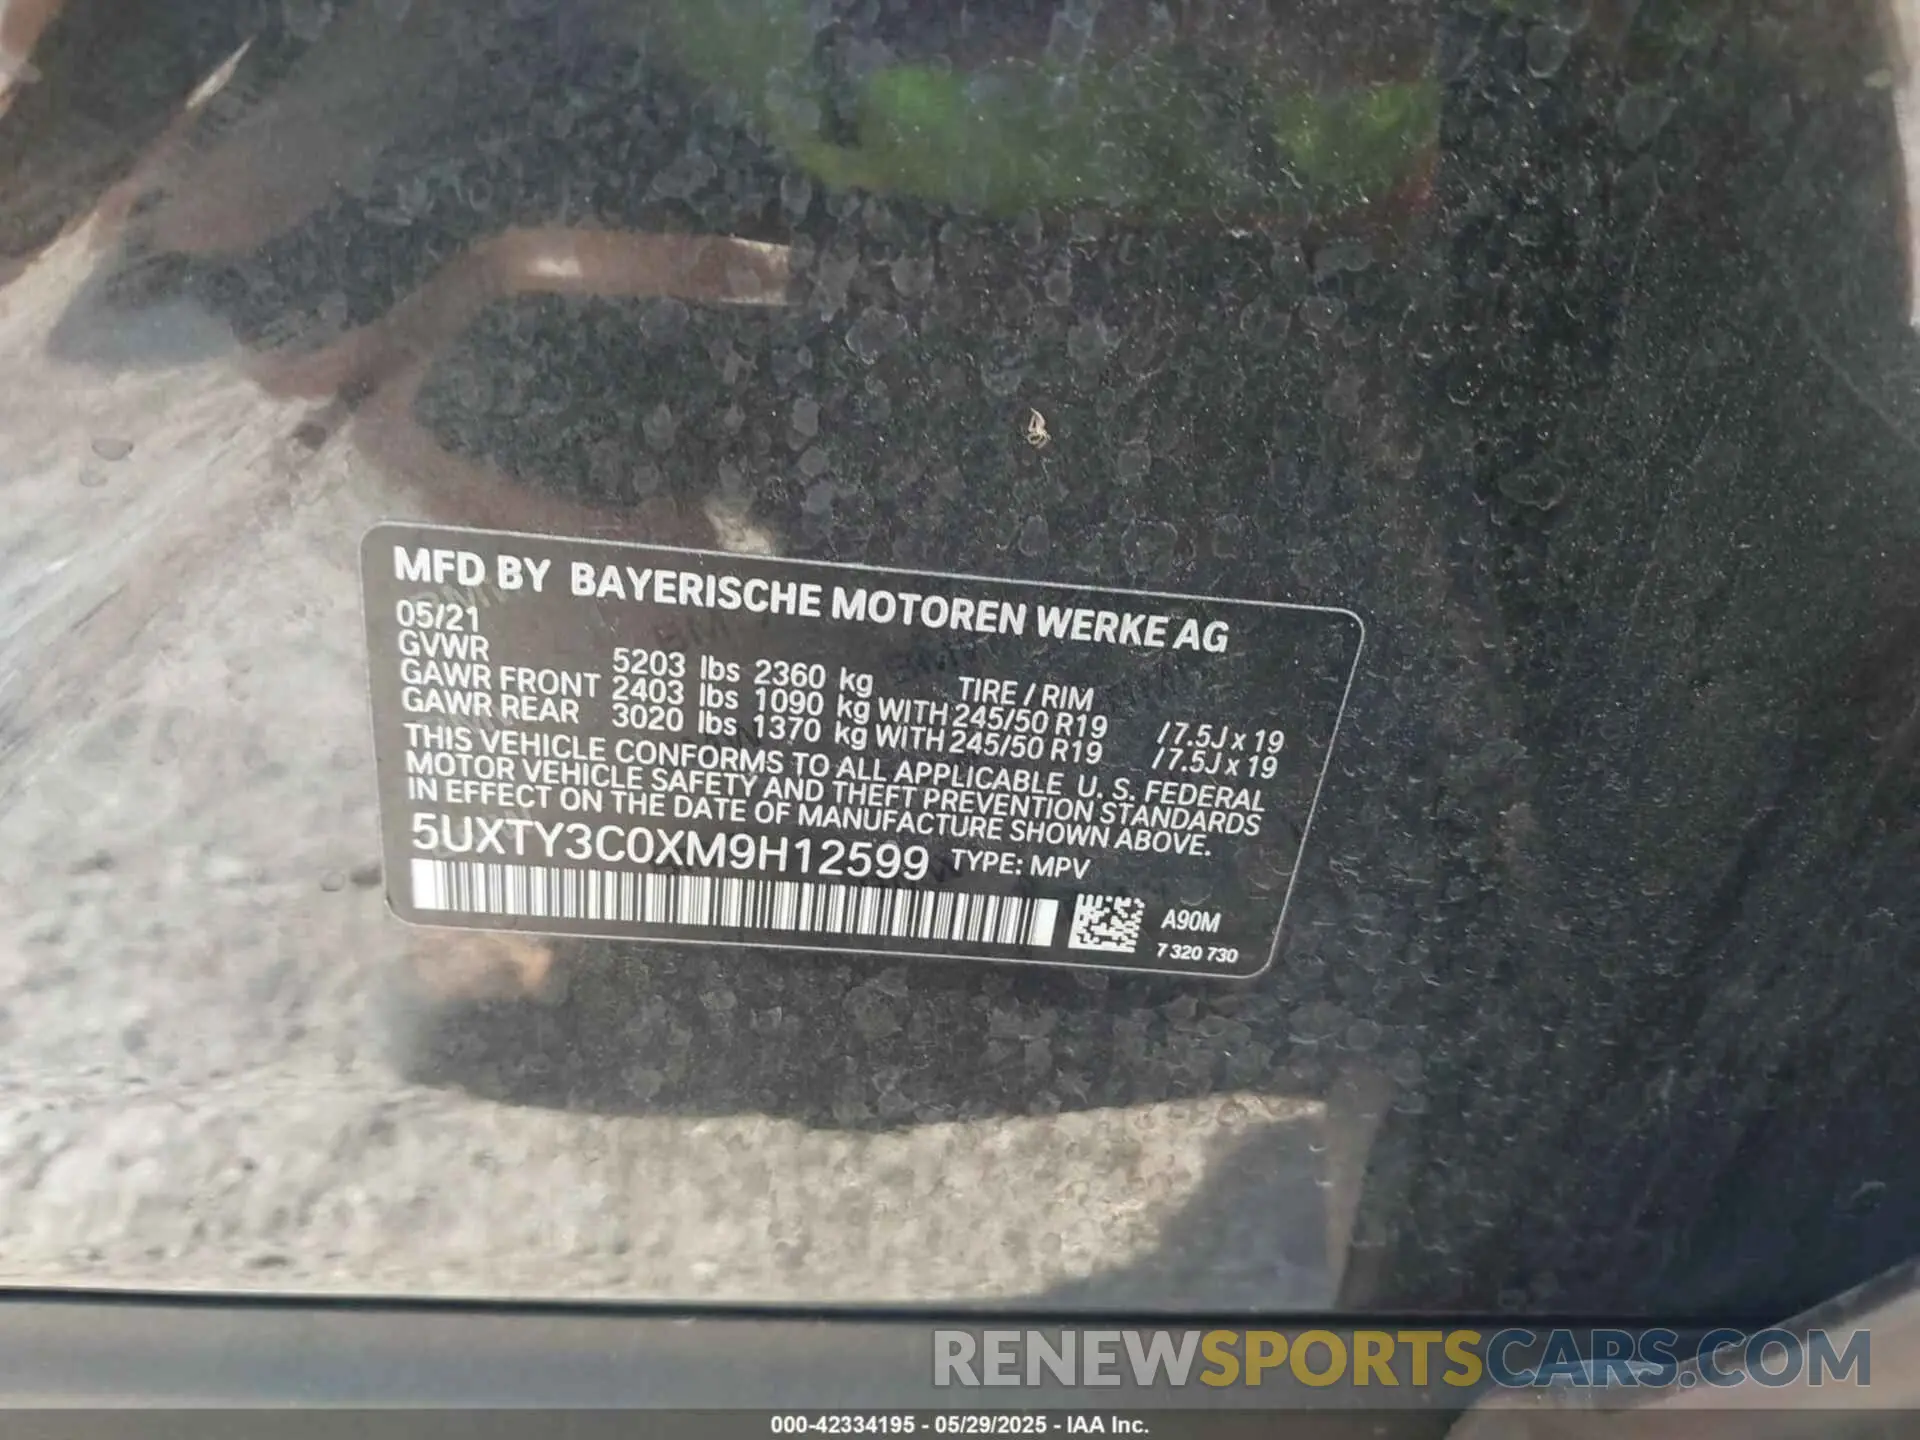 MFD BY BAYERISCHE MOTOREN WERKE AG
05/21
GVWR 5203 lbs 2360 kg TIRE / RIM
GAWR FRONT 2403 lbs 1090 kg WITH 245/50 R19 / 7.5J x 19
GAWR REAR 3020 lbs 1370 kg WITH 245/50 R19 / 7.5J x 19
THIS VEHICLE CONFORMS TO ALL APPLICABLE U. S. FEDERAL
MOTOR VEHICLE SAFETY AND THEFT PREVENTION STANDARDS
IN EFFECT ON THE DATE OF MANUFACTURE SHOWN ABOVE.
5UXTY3C0XM9H12599 TYPE: MPV
A90M
7 320 730
RENEWSPORTSCARS.COM
000-42334195 - 05/29/2025 - IAA Inc.